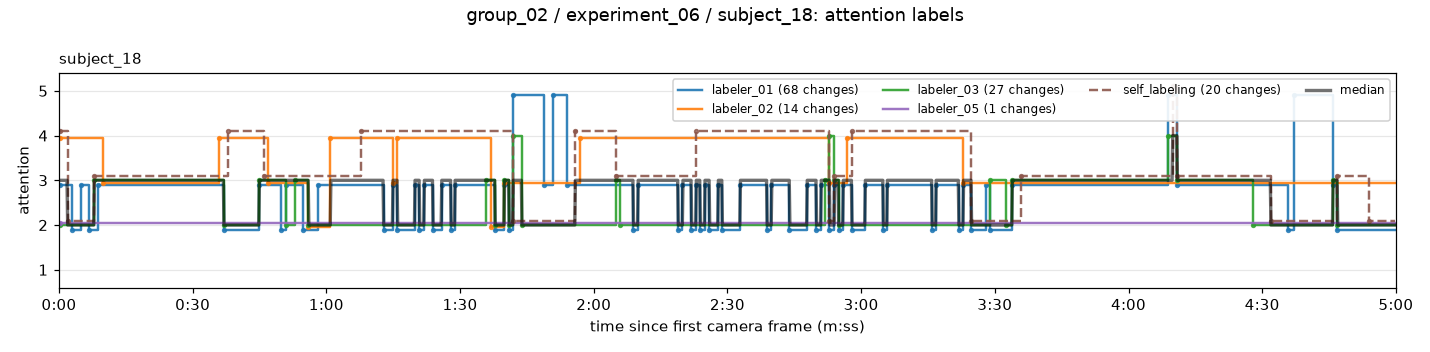 group_02 / experiment_06 / subject_18: attention labels
subject_18
labeler_01 (68 changes)
labeler_02 (14 changes)
labeler_03 (27 changes)
labeler_05 (1 changes)
self_labeling (20 changes)
median
attention
5
4
3
2
1
0:00 0:30 1:00 1:30 2:00 2:30 3:00 3:30 4:00 4:30 5:00
time since first camera frame (m:ss)